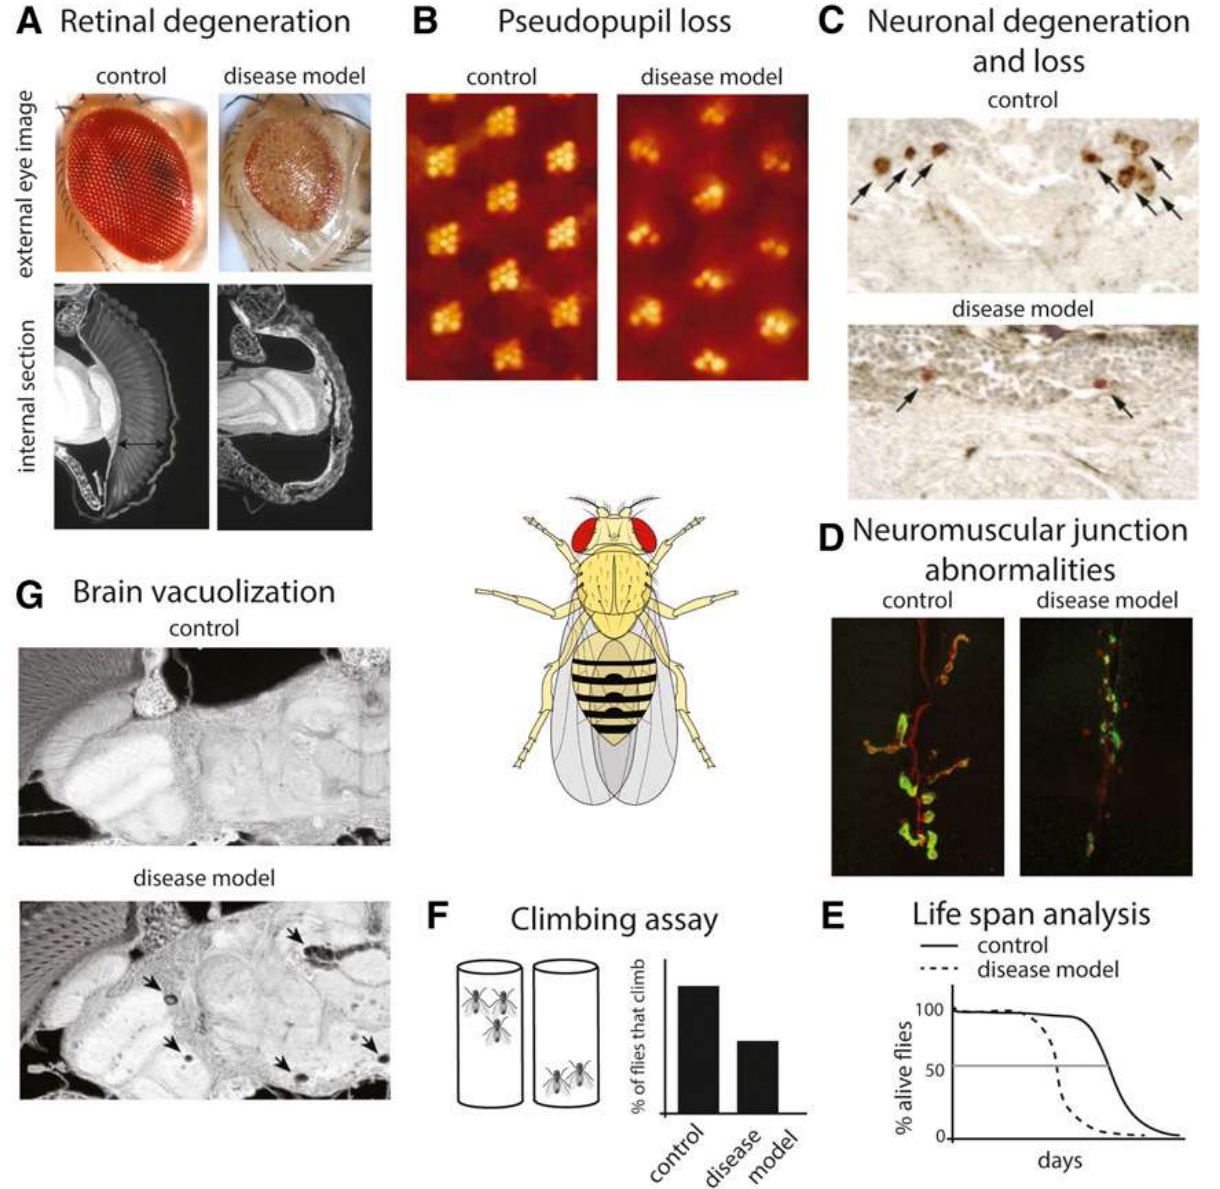 A Retinal degeneration
control
disease model
external eye image
internal section
B Pseudopupil loss
control
disease model
C Neuronal degeneration
and loss
control
disease model
D Neuromuscular junction
abnormalities
control
disease model
G Brain vacuolization
control
disease model
F Climbing assay
% of flies that climb
control
disease
model
E Life span analysis
control
disease model
% alive flies
100
50
0
days